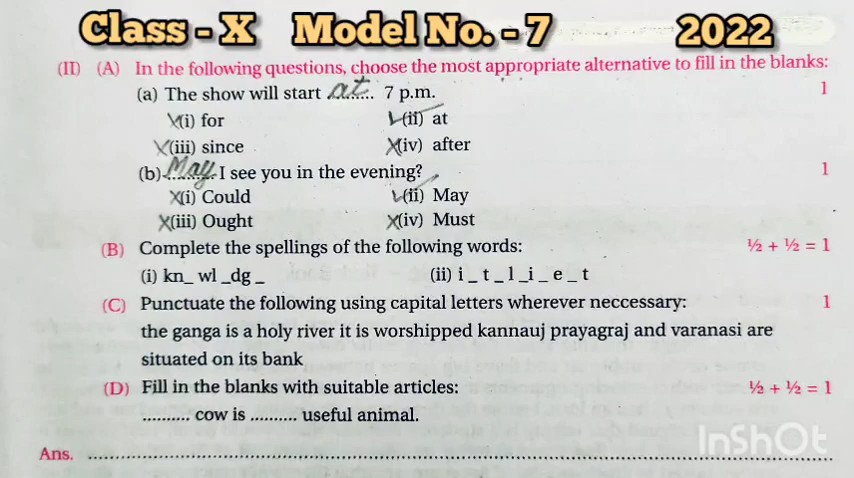 Class - X Model No. - 7 2022
(II) (A) In the following questions, choose the most appropriate alternative to fill in the blanks:
(a) The show will start ..at.. 7 p.m. 1
(i) for (ii) at
(iii) since (iv) after
(b) ..May.. I see you in the evening? 1
(i) Could (ii) May
(iii) Ought (iv) Must
(B) Complete the spellings of the following words: ½ + ½ = 1
(i) kn_ wl _dg _ (ii) i _ t _ l _i _ e _ t
(C) Punctuate the following using capital letters wherever neccessary: 1
the ganga is a holy river it is worshipped kannauj prayagraj and varanasi are
situated on its bank
(D) Fill in the blanks with suitable articles: ½ + ½ = 1
.......... cow is .......... useful animal.
InShOt
Ans. ..........